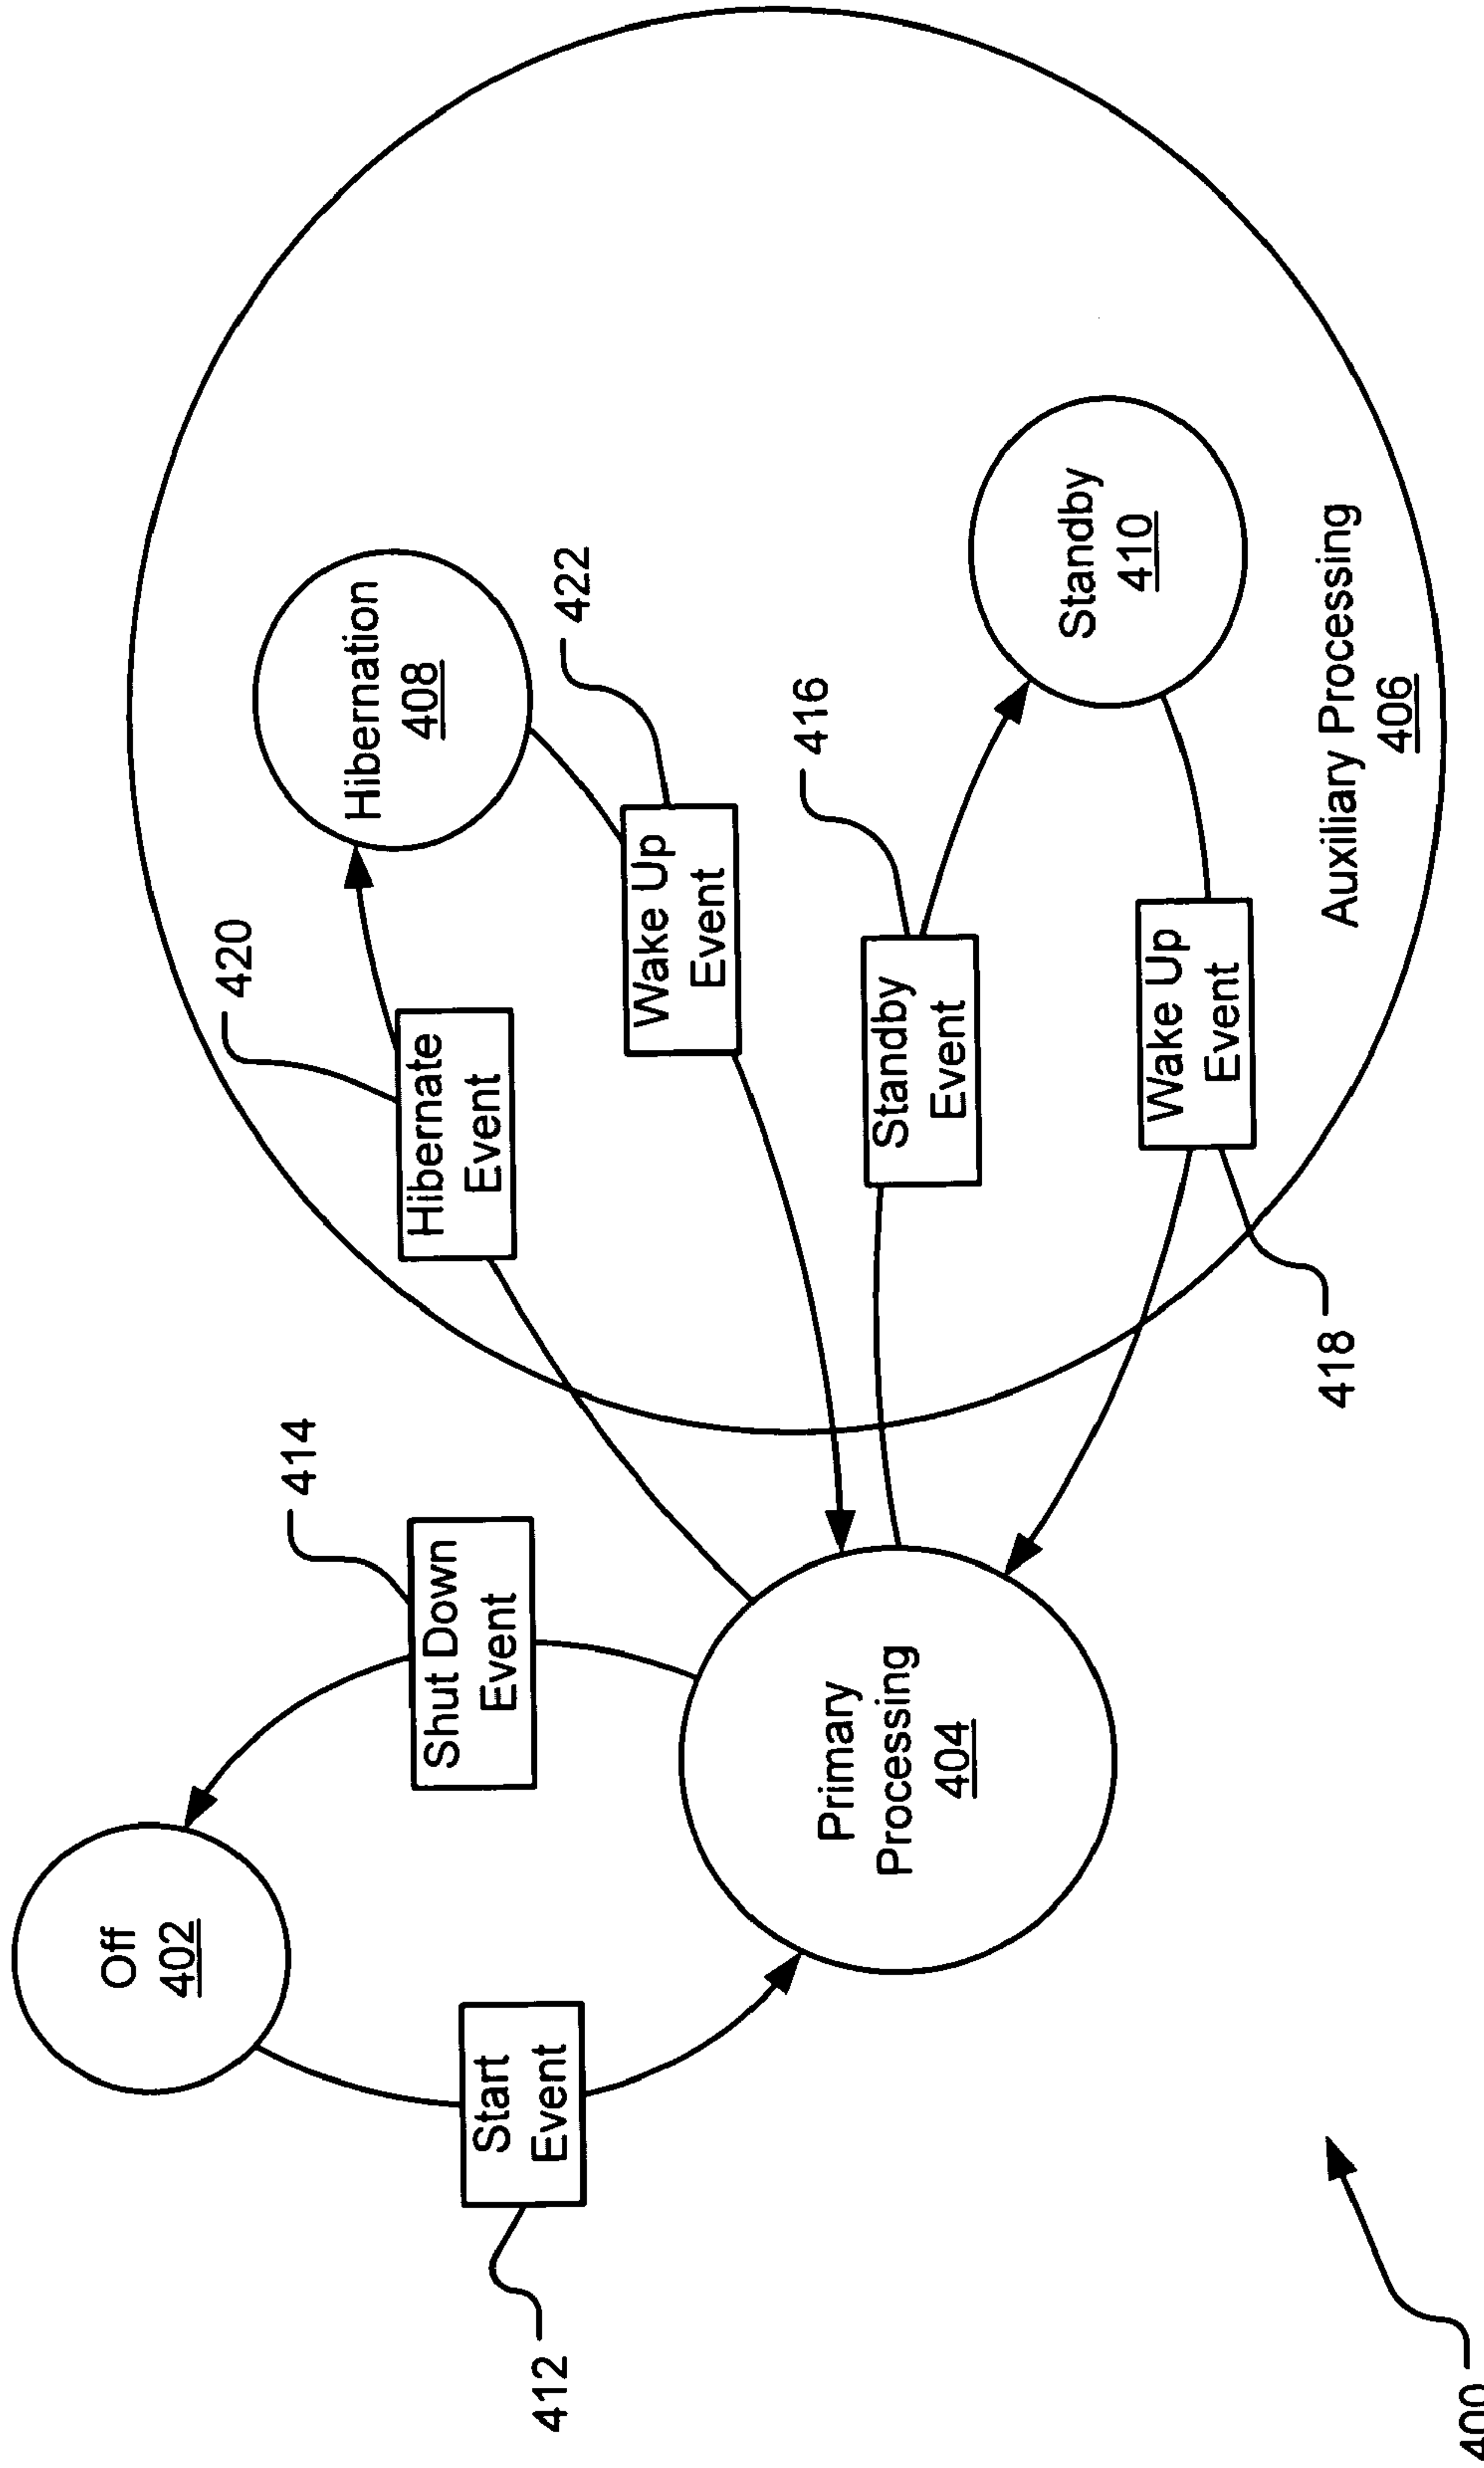 Off
402
414
Shut Down
Event
420
Hibernate
Event
Hibernation
408
422
Wake Up
Event
412
Start
Event
Primary
Processing
404
416
Standby
Event
Standby
410
Wake Up
Event
418
Auxiliary Processing
406
400